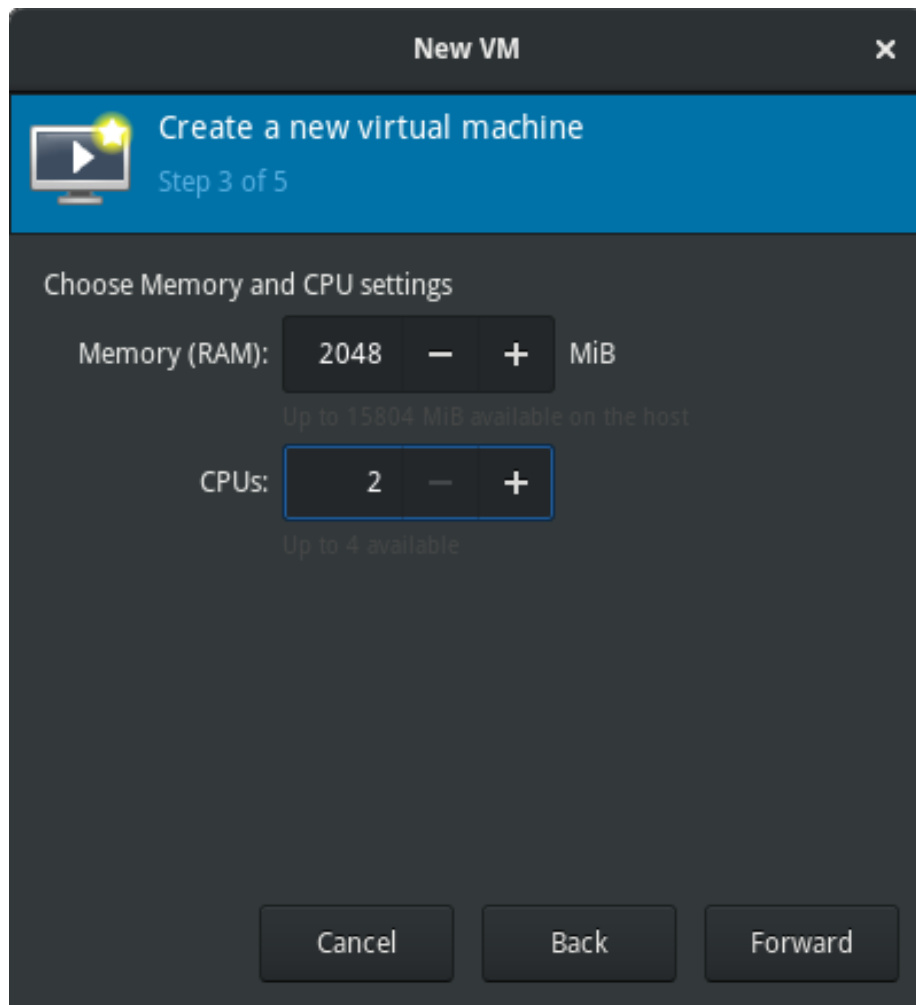 New VM
Create a new virtual machine
Step 3 of 5
Choose Memory and CPU settings
Memory (RAM): 2048 − + MiB
Up to 15804 MiB available on the host
CPUs: 2 − +
Up to 4 available
Cancel Back Forward